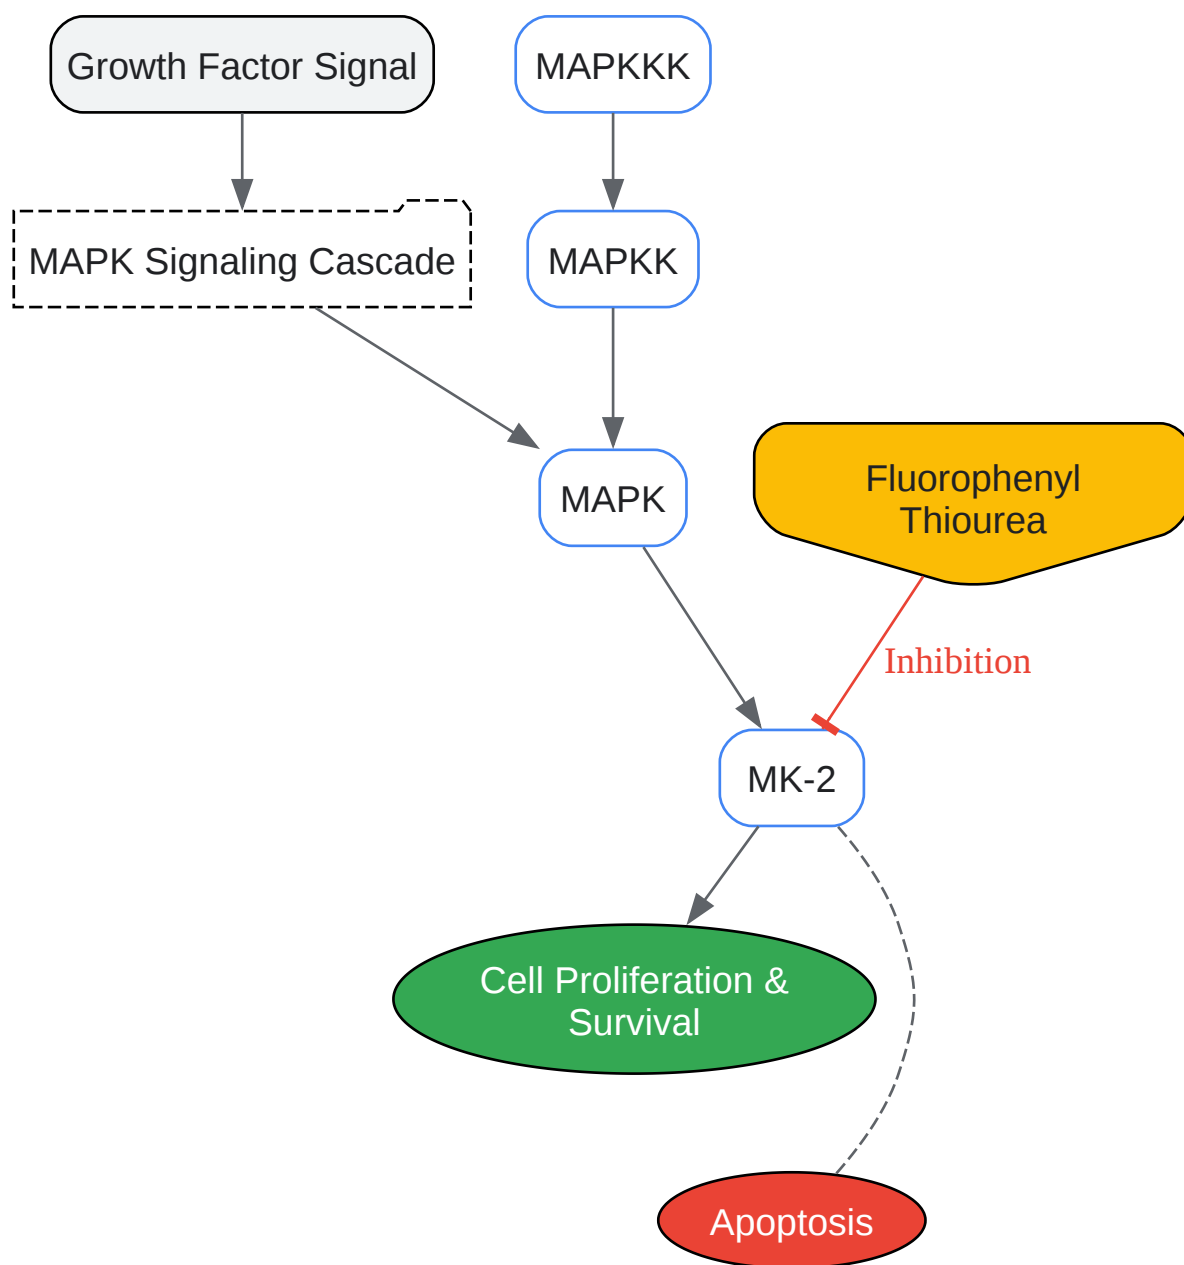 Growth Factor Signal
MAPKKK
MAPK Signaling Cascade
MAPKK
MAPK
Fluorophenyl
Thiourea
Inhibition
MK-2
Cell Proliferation &
Survival
Apoptosis